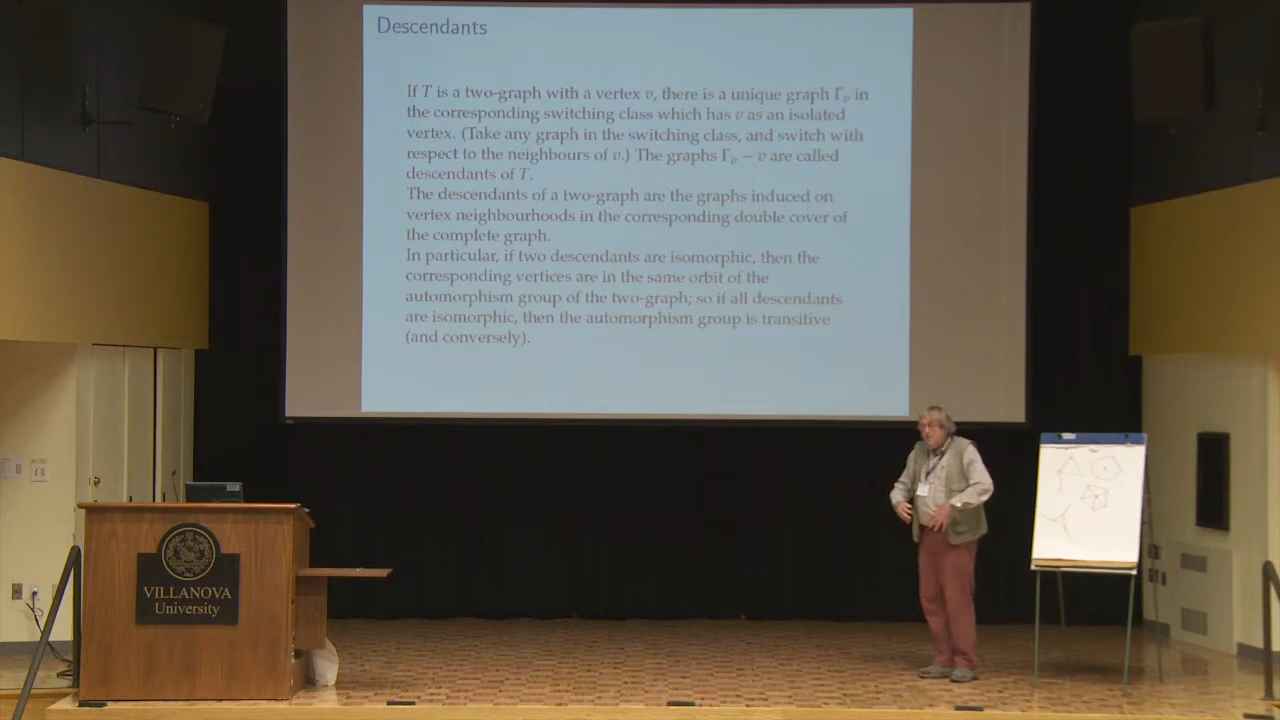 Descendants
If T is a two-graph with a vertex v, there is a unique graph Γv in
the corresponding switching class which has v as an isolated
vertex. (Take any graph in the switching class, and switch with
respect to the neighbours of v.) The graphs Γv − v are called
descendants of T.
The descendants of a two-graph are the graphs induced on
vertex neighbourhoods in the corresponding double cover of
the complete graph.
In particular, if two descendants are isomorphic, then the
corresponding vertices are in the same orbit of the
automorphism group of the two-graph; so if all descendants
are isomorphic, then the automorphism group is transitive
(and conversely).
VILLANOVA
University